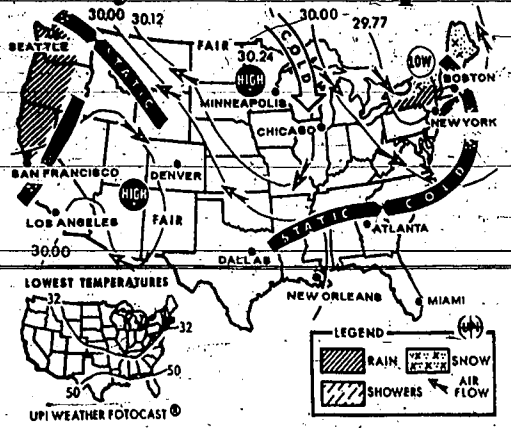 30.00 30.12 30.00 29.77
SEATTLE
FAIR
30.24
COLD
LOW
STATIC
HIGH
BOSTON
MINNEAPOLIS
NEW YORK
CHICAGO
SAN FRANCISCO
DENVER
HIGH
LOS ANGELES
FAIR
STATIC
COLD
ATLANTA
30.00
DALLAS
LOWEST TEMPERATURES
NEW ORLEANS
MIAMI
32
32
50
50
LEGEND
RAIN
SNOW
SHOWERS
AIR
FLOW
UPI WEATHER FOTOCAST ®